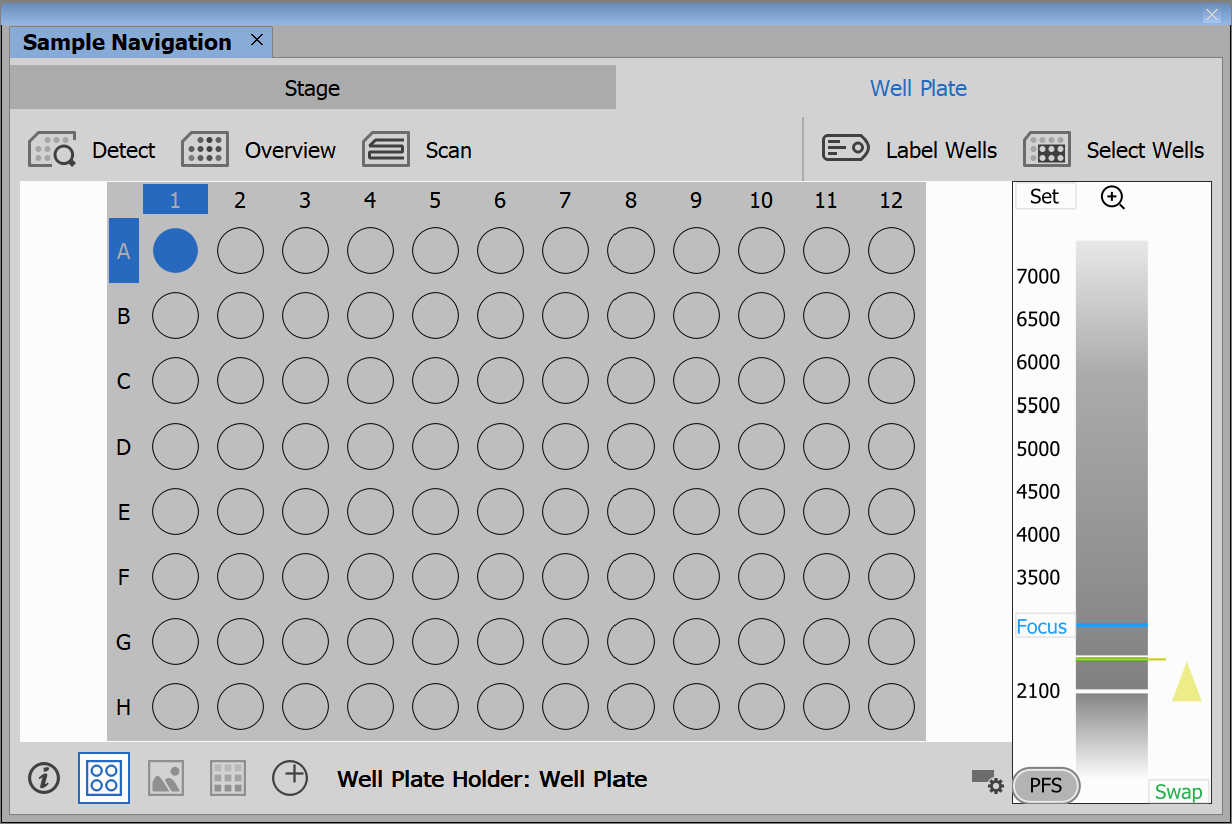 Sample Navigation
Stage
Well Plate
Detect
Overview
Scan
Label Wells
Select Wells
1 2 3 4 5 6 7 8 9 10 11 12
A
B
C
D
E
F
G
H
Set
7000
6500
6000
5500
5000
4500
4000
3500
Focus
2100
PFS
Swap
Well Plate Holder: Well Plate